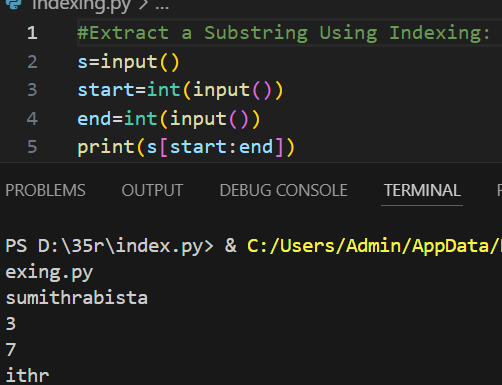 indexing.py > ...
1 #Extract a Substring Using Indexing:
2 s=input()
3 start=int(input())
4 end=int(input())
5 print(s[start:end])
PROBLEMS OUTPUT DEBUG CONSOLE TERMINAL
PS D:\35r\index.py> & C:/Users/Admin/AppData/
exing.py
sumithrabista
3
7
ithr